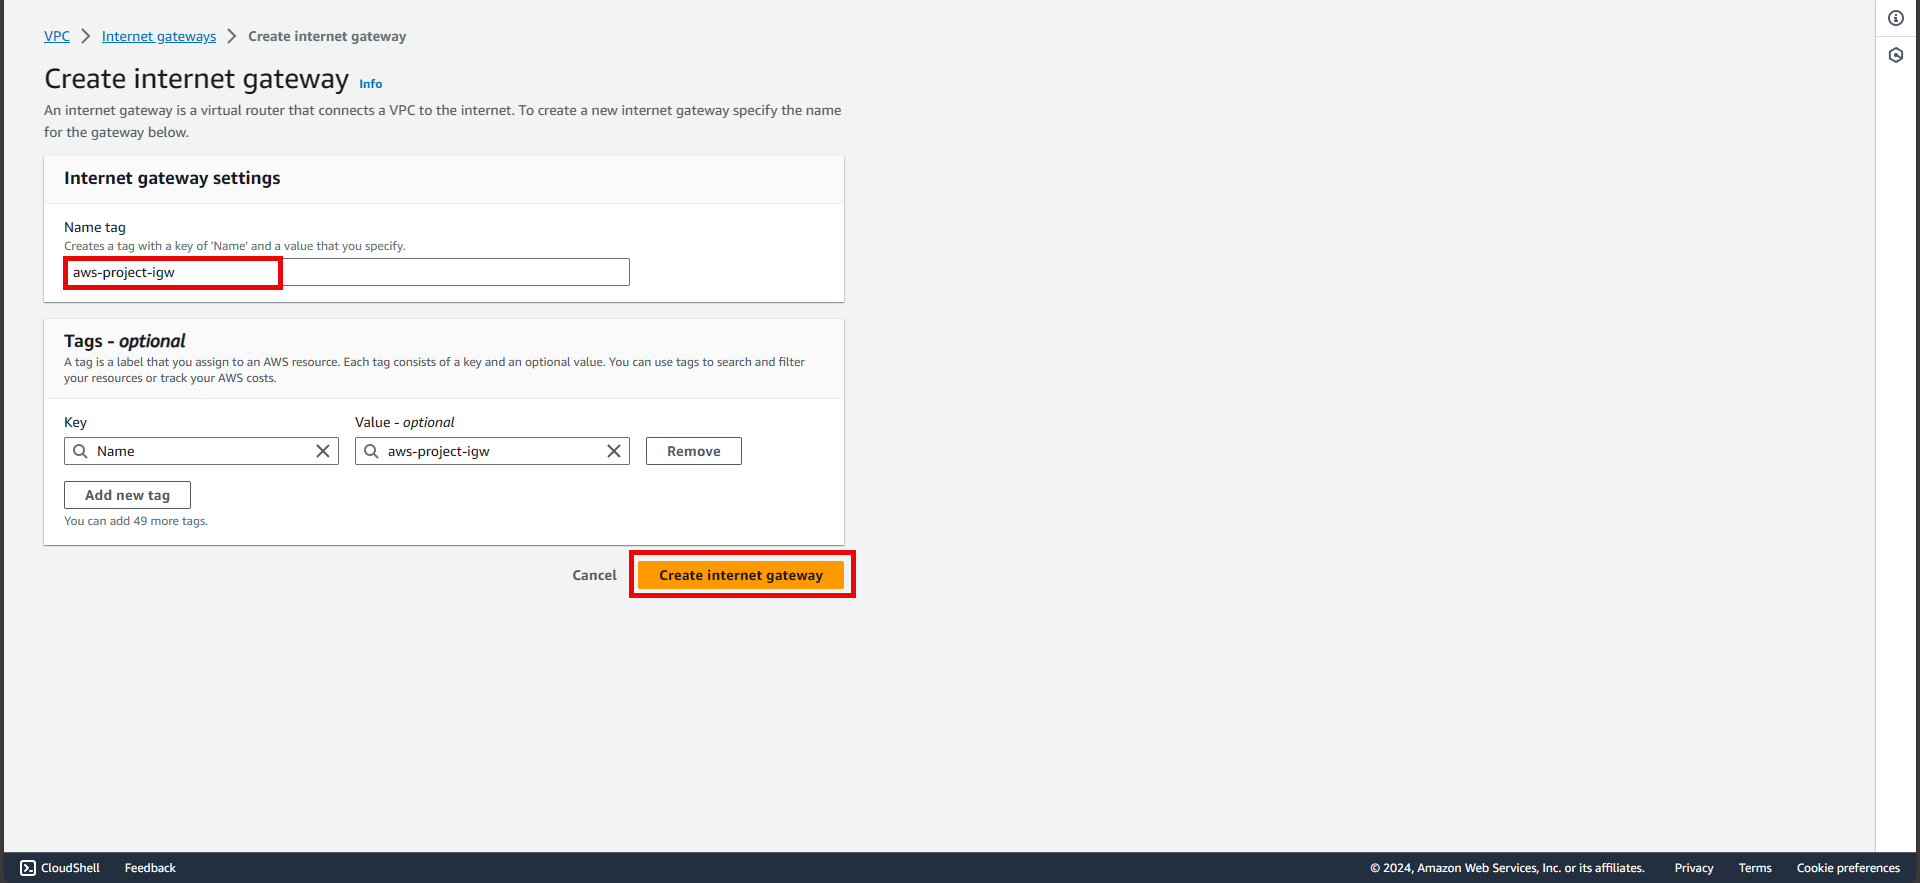 VPC > Internet gateways > Create internet gateway
Create internet gateway Info
An internet gateway is a virtual router that connects a VPC to the internet. To create a new internet gateway specify the name
for the gateway below.
Internet gateway settings
Name tag
Creates a tag with a key of 'Name' and a value that you specify.
aws-project-igw
Tags - optional
A tag is a label that you assign to an AWS resource. Each tag consists of a key and an optional value. You can use tags to search and filter
your resources or track your AWS costs.
Key Value - optional
Name aws-project-igw Remove
Add new tag
You can add 49 more tags.
Cancel Create internet gateway
CloudShell Feedback © 2024, Amazon Web Services, Inc. or its affiliates. Privacy Terms Cookie preferences